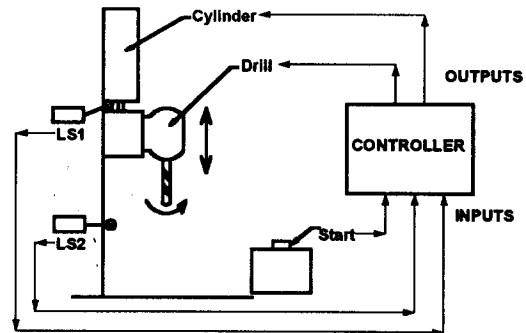 Cylinder
Drill
OUTPUTS
LS1
CONTROLLER
INPUTS
LS2
Start